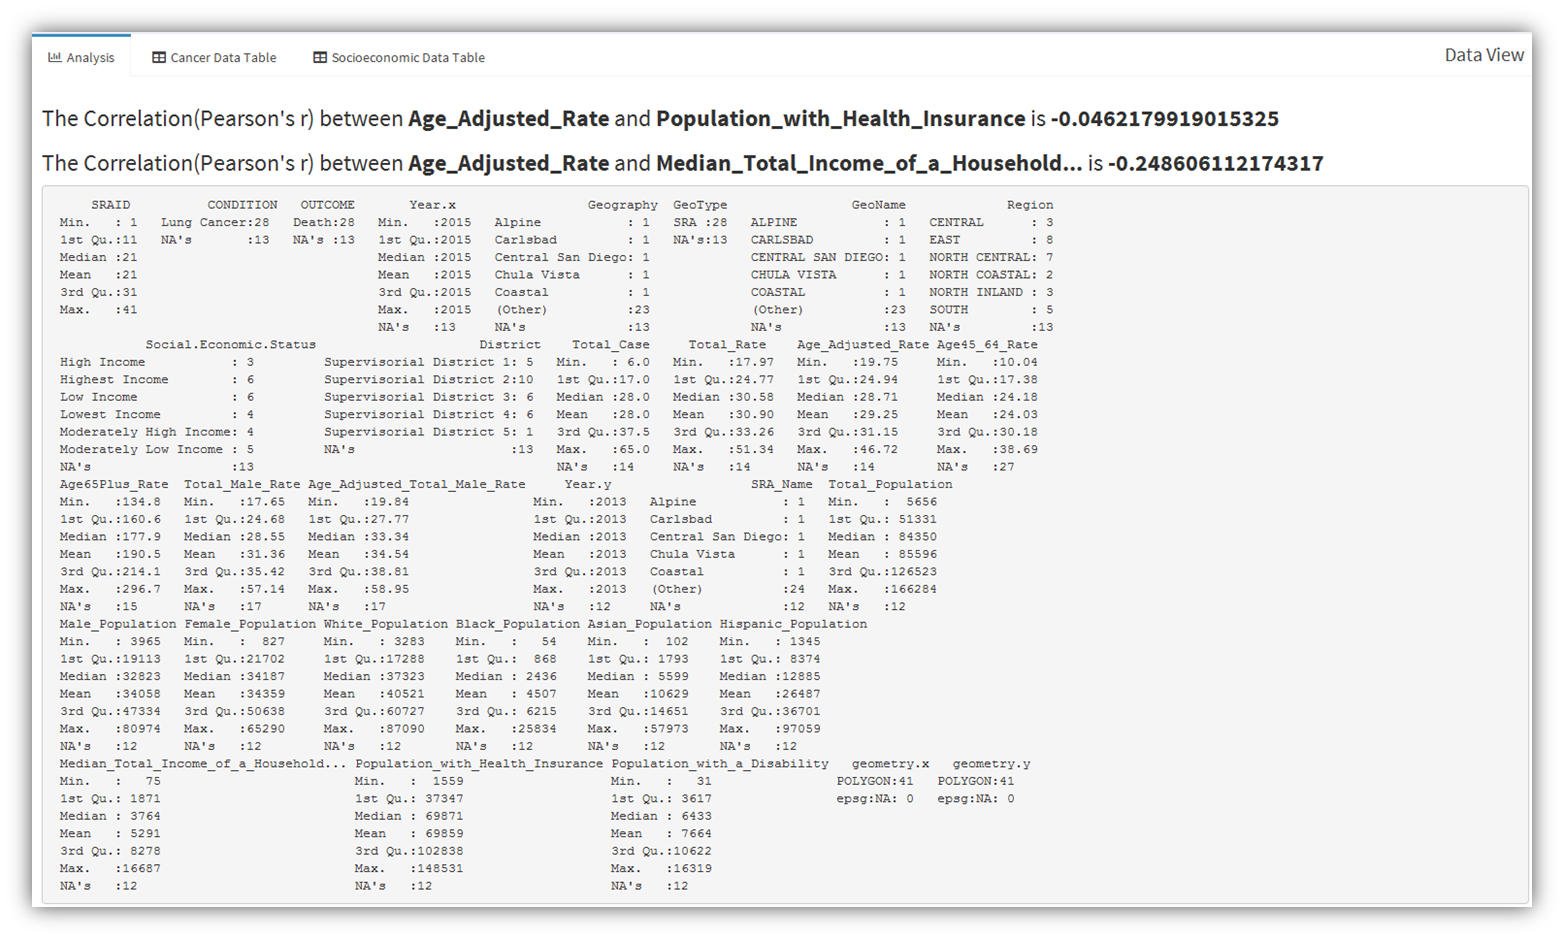 Analysis Cancer Data Table Socioeconomic Data Table Data View
The Correlation(Pearson's r) between Age_Adjusted_Rate and Population_with_Health_Insurance is -0.0462179919015325
The Correlation(Pearson's r) between Age_Adjusted_Rate and Median_Total_Income_of_a_Household... is -0.248606112174317
SRAID CONDITION OUTCOME Year.x Geography GeoType GeoName Region
Min. : 1 Lung Cancer:28 Death:28 Min. :2015 Alpine : 1 SRA :28 ALPINE : 1 CENTRAL : 3
1st Qu.:11 NA's :13 NA's :13 1st Qu.:2015 Carlsbad : 1 NA's:13 CARLSBAD : 1 EAST : 8
Median :21 Median :2015 Central San Diego: 1 CENTRAL SAN DIEGO: 1 NORTH CENTRAL: 7
Mean :21 Mean :2015 Chula Vista : 1 CHULA VISTA : 1 NORTH COASTAL: 2
3rd Qu.:31 3rd Qu.:2015 Coastal : 1 COASTAL : 1 NORTH INLAND : 3
Max. :41 Max. :2015 (Other) :23 (Other) :23 SOUTH : 5
NA's :13 NA's :13 NA's :13 NA's :13
Social.Economic.Status District Total_Case Total_Rate Age_Adjusted_Rate Age45_64_Rate
High Income : 3 Supervisorial District 1: 5 Min. : 6.0 Min. :17.97 Min. :19.75 Min. :10.04
Highest Income : 6 Supervisorial District 2:10 1st Qu.:17.0 1st Qu.:24.77 1st Qu.:24.94 1st Qu.:17.38
Low Income : 6 Supervisorial District 3: 6 Median :28.0 Median :30.58 Median :28.71 Median :24.18
Lowest Income : 4 Supervisorial District 4: 6 Mean :28.0 Mean :30.90 Mean :29.25 Mean :24.03
Moderately High Income: 4 Supervisorial District 5: 1 3rd Qu.:37.5 3rd Qu.:33.26 3rd Qu.:31.15 3rd Qu.:30.18
Moderately Low Income : 5 NA's :13 Max. :65.0 Max. :51.34 Max. :46.72 Max. :38.69
NA's :13 NA's :14 NA's :14 NA's :14 NA's :27
Age65Plus_Rate Total_Male_Rate Age_Adjusted_Total_Male_Rate Year.y SRA_Name Total_Population
Min. :134.8 Min. :17.65 Min. :19.84 Min. :2013 Alpine : 1 Min. : 5656
1st Qu.:160.6 1st Qu.:24.68 1st Qu.:27.77 1st Qu.:2013 Carlsbad : 1 1st Qu.: 51331
Median :177.9 Median :28.55 Median :33.34 Median :2013 Central San Diego: 1 Median : 84350
Mean :190.5 Mean :31.36 Mean :34.54 Mean :2013 Chula Vista : 1 Mean : 85596
3rd Qu.:214.1 3rd Qu.:35.42 3rd Qu.:38.81 3rd Qu.:2013 Coastal : 1 3rd Qu.:126523
Max. :296.7 Max. :57.14 Max. :58.95 Max. :2013 (Other) :24 Max. :166284
NA's :15 NA's :17 NA's :17 NA's :12 NA's :12 NA's :12
Male_Population Female_Population White_Population Black_Population Asian_Population Hispanic_Population
Min. : 3965 Min. : 827 Min. : 3283 Min. : 54 Min. : 102 Min. : 1345
1st Qu.:19113 1st Qu.:21702 1st Qu.:17288 1st Qu.: 868 1st Qu.: 1793 1st Qu.: 8374
Median :32823 Median :34187 Median :37323 Median : 2436 Median : 5599 Median :12885
Mean :34058 Mean :34359 Mean :40521 Mean : 4507 Mean :10629 Mean :26487
3rd Qu.:47334 3rd Qu.:50638 3rd Qu.:60727 3rd Qu.: 6215 3rd Qu.:14651 3rd Qu.:36701
Max. :80974 Max. :65290 Max. :87090 Max. :25834 Max. :57973 Max. :97059
NA's :12 NA's :12 NA's :12 NA's :12 NA's :12 NA's :12
Median_Total_Income_of_a_Household... Population_with_Health_Insurance Population_with_a_Disability geometry.x geometry.y
Min. : 75 Min. : 1559 Min. : 31 POLYGON:41 POLYGON:41
1st Qu.: 1871 1st Qu.: 37347 1st Qu.: 3617 epsg:NA: 0 epsg:NA: 0
Median : 3764 Median : 69871 Median : 6433
Mean : 5291 Mean : 69859 Mean : 7664
3rd Qu.: 8278 3rd Qu.:102838 3rd Qu.:10622
Max. :16687 Max. :148531 Max. :16319
NA's :12 NA's :12 NA's :12